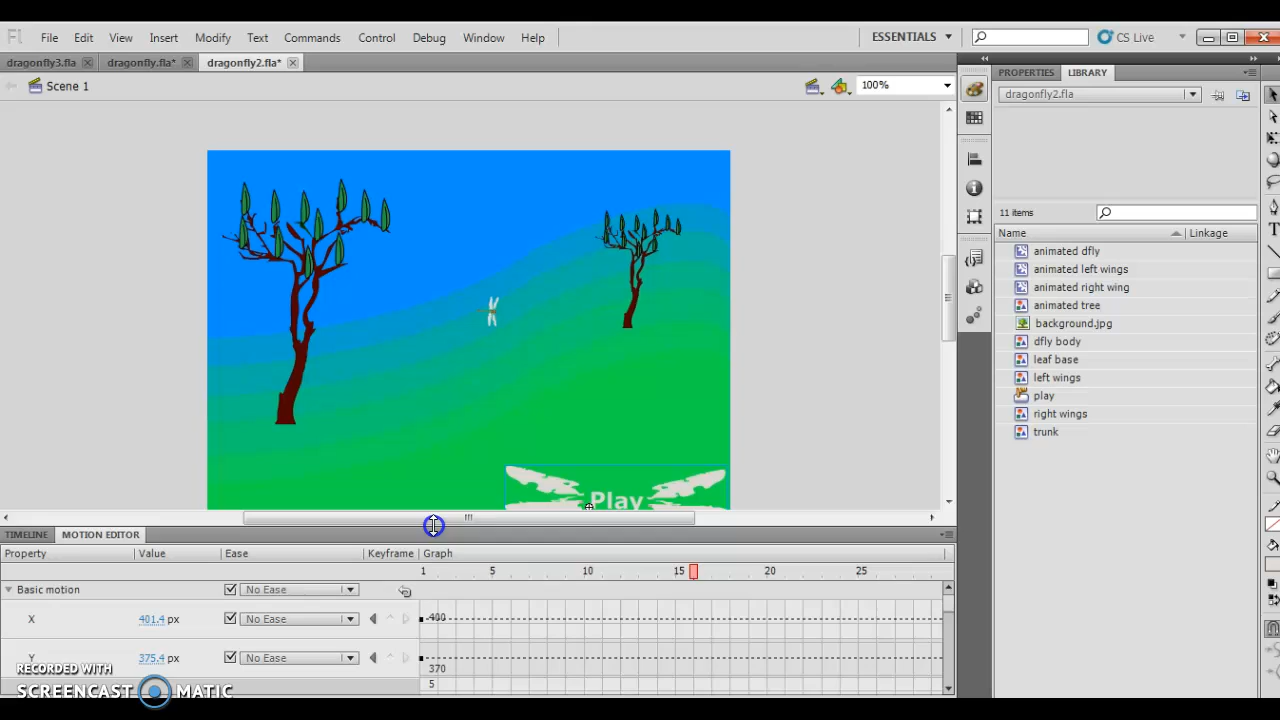 Fl File Edit View Insert Modify Text Commands Control Debug Window Help ESSENTIALS CS Live
dragonfly3.fla dragonfly.fla* dragonfly2.fla* PROPERTIES LIBRARY
Scene 1 100% dragonfly2.fla
11 items
Name Linkage
animated dfly
animated left wings
animated right wing
animated tree
background.jpg
dfly body
leaf base
left wings
play
right wings
trunk
Play
TIMELINE MOTION EDITOR
Property Value Ease Keyframe Graph
1 5 10 15 20 25
Basic motion No Ease
X 401.4 px No Ease 400
Y 375.4 px No Ease 370
5
RECORDED WITH
SCREENCAST MATIC